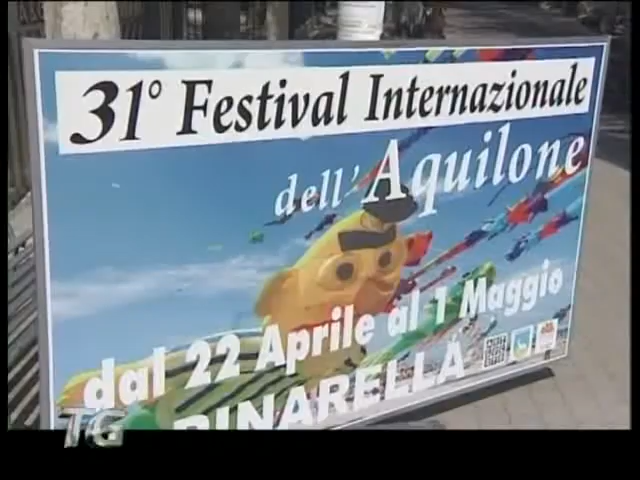 31° Festival Internazionale
dell'Aquilone
dal 22 Aprile al 1 Maggio
PINARELLA
TG